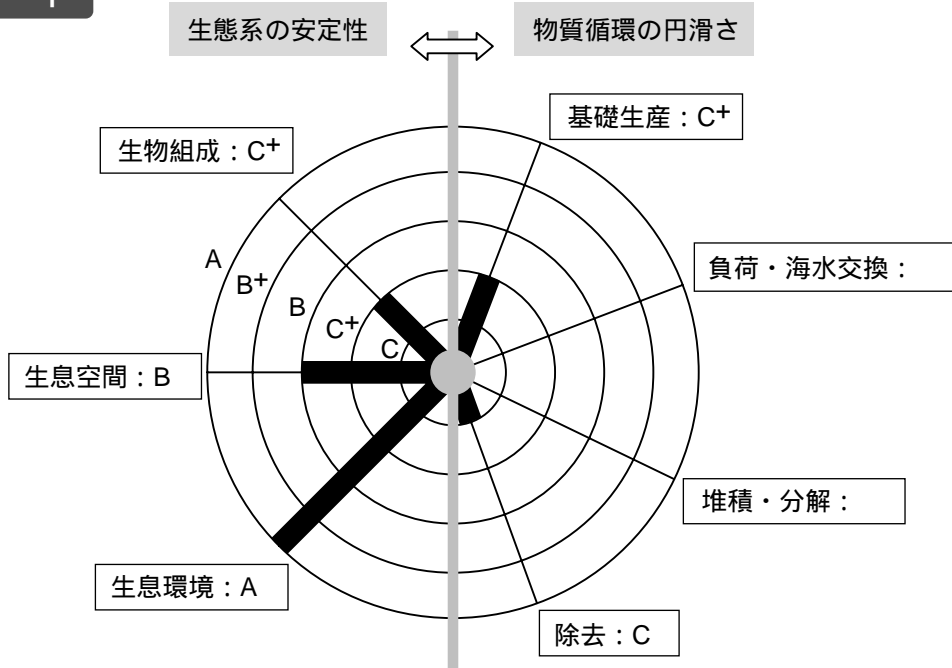 生態系の安定性
物質循環の円滑さ
基礎生産：C+
生物組成：C+
負荷・海水交換：
A
B+
B
C+
C
生息空間：B
堆積・分解：
生息環境：A
除去：C